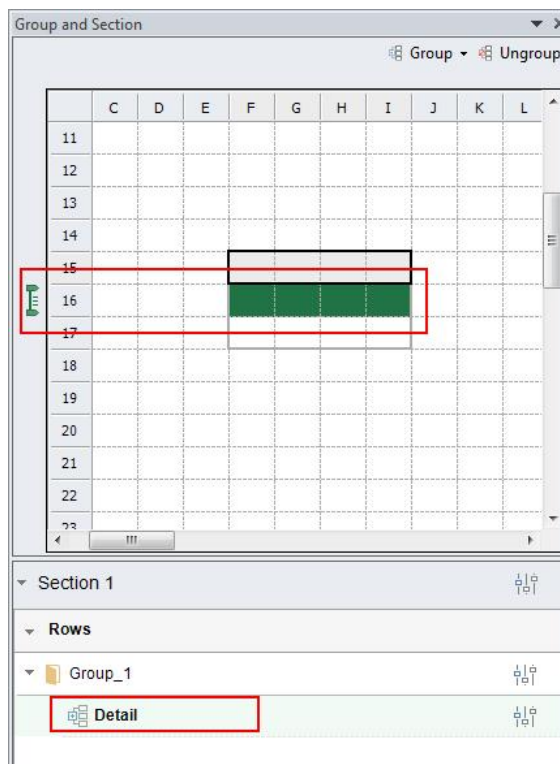 Group and Section
Group Ungroup
C D E F G H I J K L
11
12
13
14
15
16
17
18
19
20
21
22
23
Section 1
Rows
Group_1
Detail